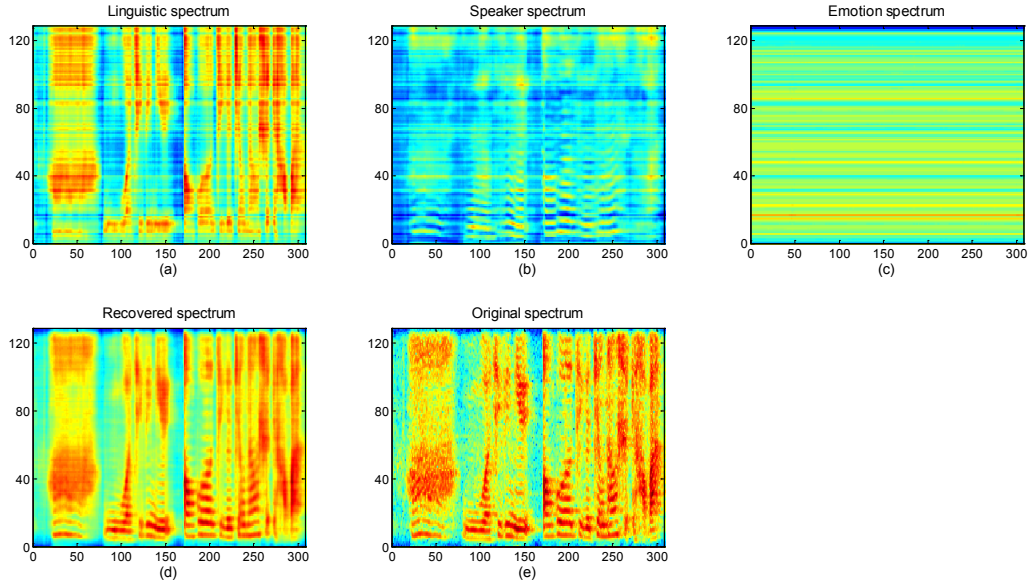 Linguistic spectrum
120
80
40
0
0 50 100 150 200 250 300
(a)
Speaker spectrum
120
80
40
0
0 50 100 150 200 250 300
(b)
Emotion spectrum
120
80
40
0
0 50 100 150 200 250 300
(c)
Recovered spectrum
120
80
40
0
0 50 100 150 200 250 300
(d)
Original spectrum
120
80
40
0
0 50 100 150 200 250 300
(e)